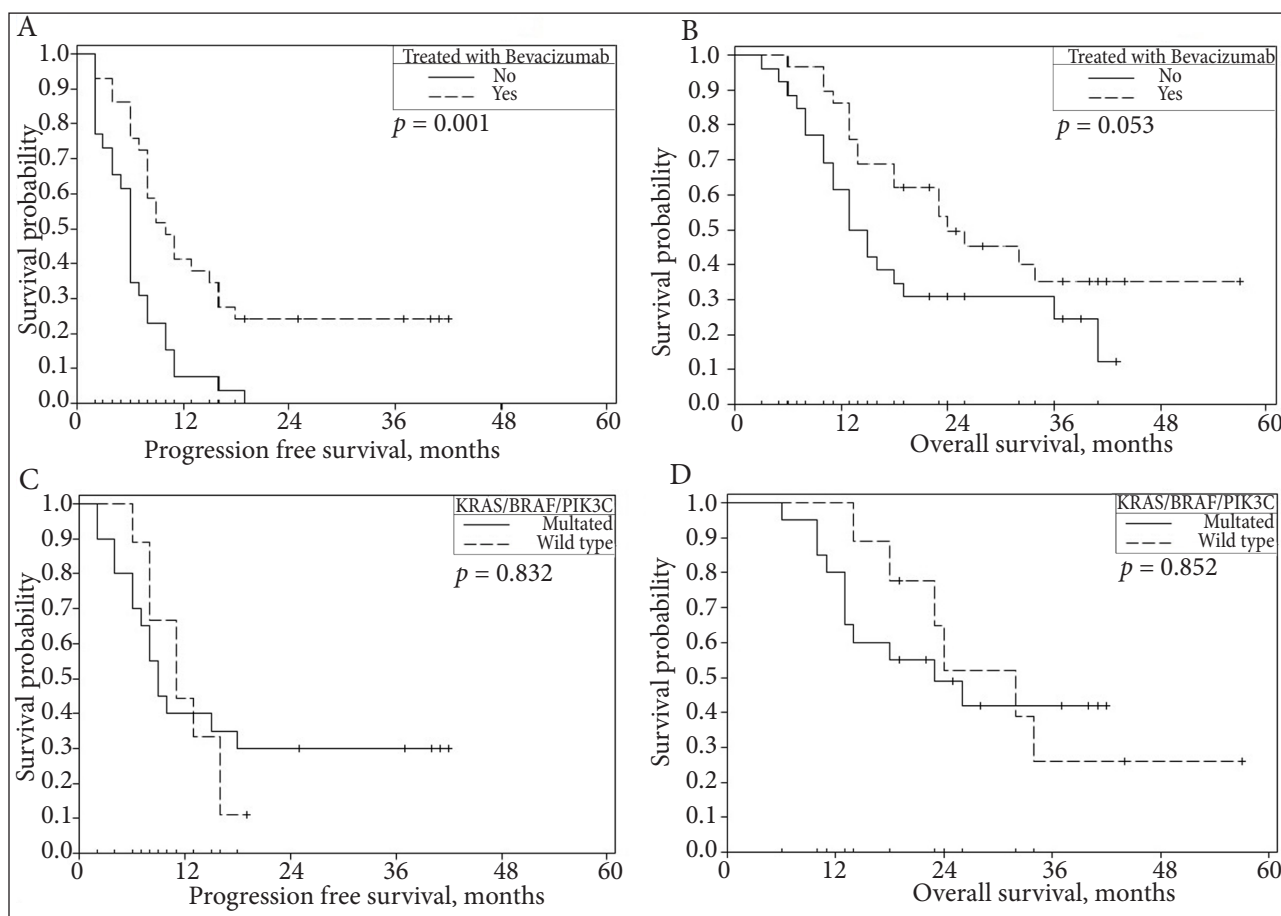 A
Treated with Bevacizumab
No
Yes
p = 0.001
Survival probability
1.0
0.9
0.8
0.7
0.6
0.5
0.4
0.3
0.2
0.1
0.0
12 24 36 48 60
Progression free survival, months
B
Treated with Bevacizumab
No
Yes
p = 0.053
Survival probability
1.0
0.9
0.8
0.7
0.6
0.5
0.4
0.3
0.2
0.1
0.0
0 12 24 36 48 60
Overall survival, months
C
KRAS/BRAF/PIK3C
Multated
Wild type
p = 0.832
Survival probability
1.0
0.9
0.8
0.7
0.6
0.5
0.4
0.3
0.2
0.1
0 12 24 36 48 60
Progression free survival, months
D
KRAS/BRAF/PIK3C
Multated
Wild type
p = 0.852
Survival probability
1.0
0.9
0.8
0.7
0.6
0.5
0.4
0.3
0.2
0.1
0.0
0 12 24 36 48 60
Overall survival, months